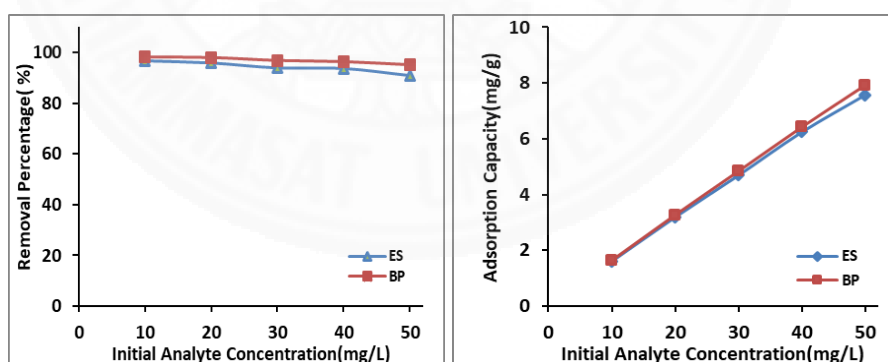 Removal Percentage( %)
100
80
60
40
20
0
0 10 20 30 40 50
Initial Analyte Concentration(mg/L)
ES
BP
Adsorption Capacity(mg/g)
10
8
6
4
2
0
0 10 20 30 40 50
Initial Analyte Concentration(mg/L)
ES
BP